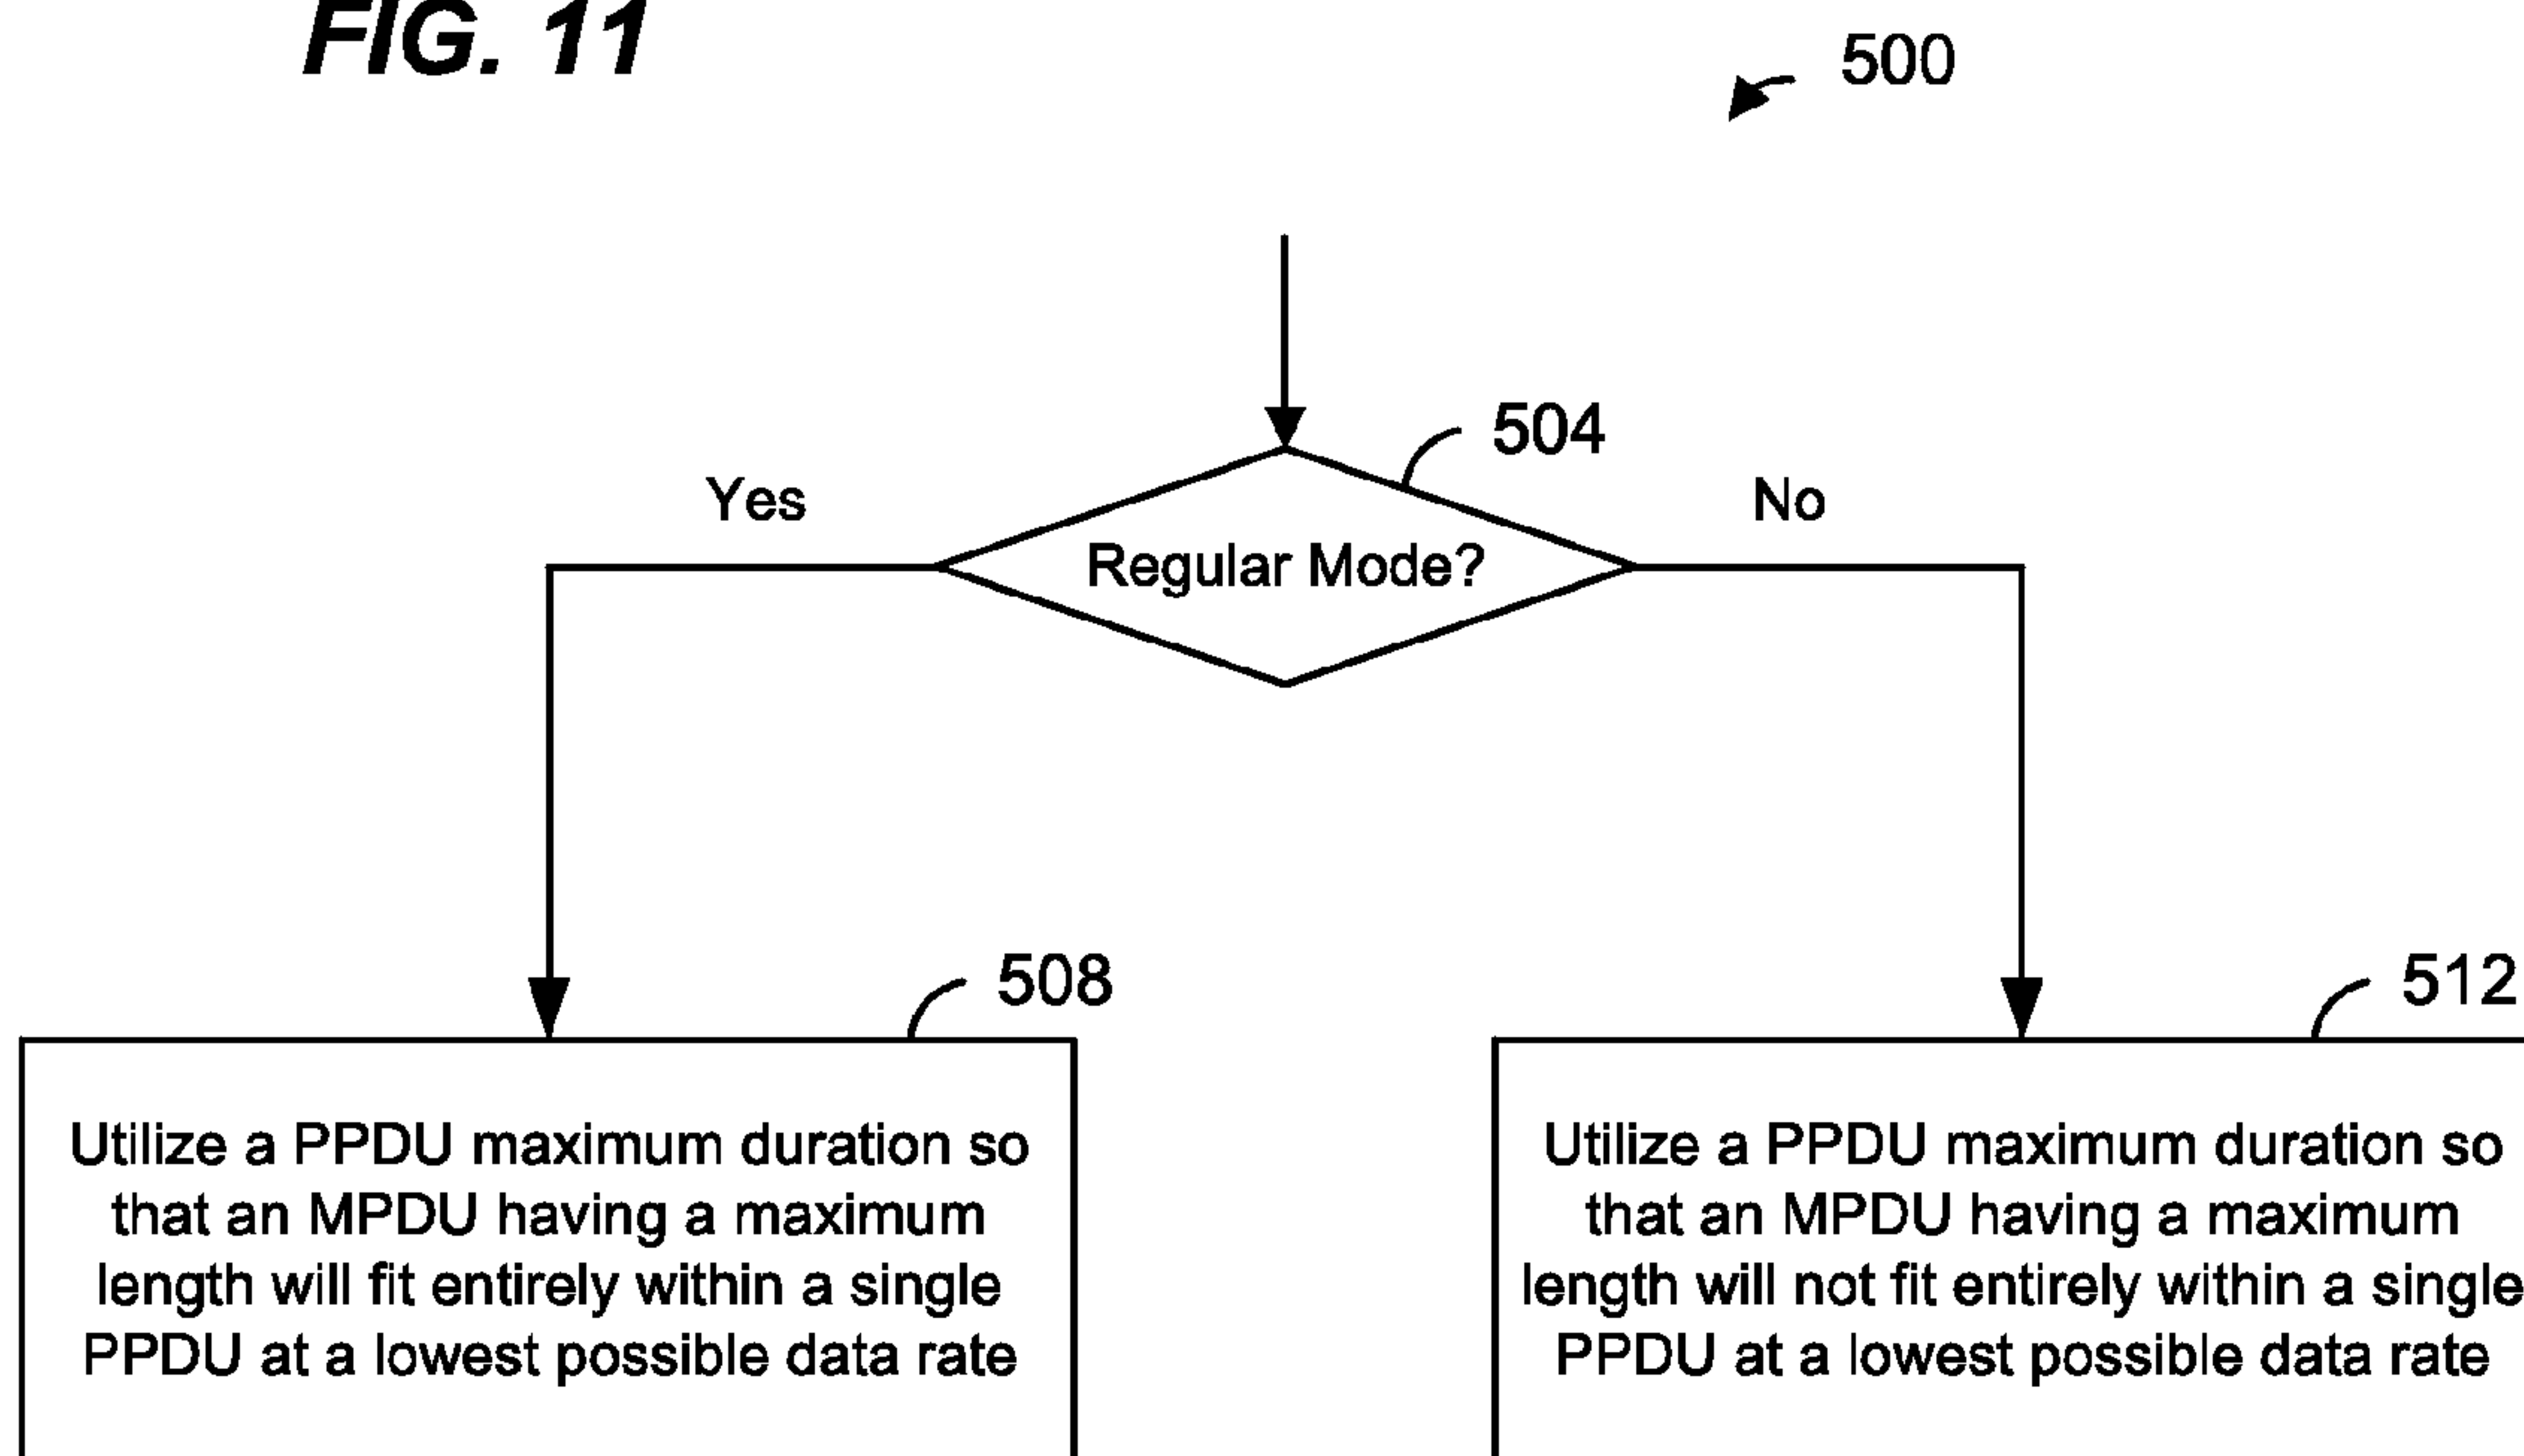 FIG. 11
500
504
Yes
No
Regular Mode?
508
512
Utilize a PPDU maximum duration so
that an MPDU having a maximum
length will fit entirely within a single
PPDU at a lowest possible data rate
Utilize a PPDU maximum duration so
that an MPDU having a maximum
length will not fit entirely within a single
PPDU at a lowest possible data rate